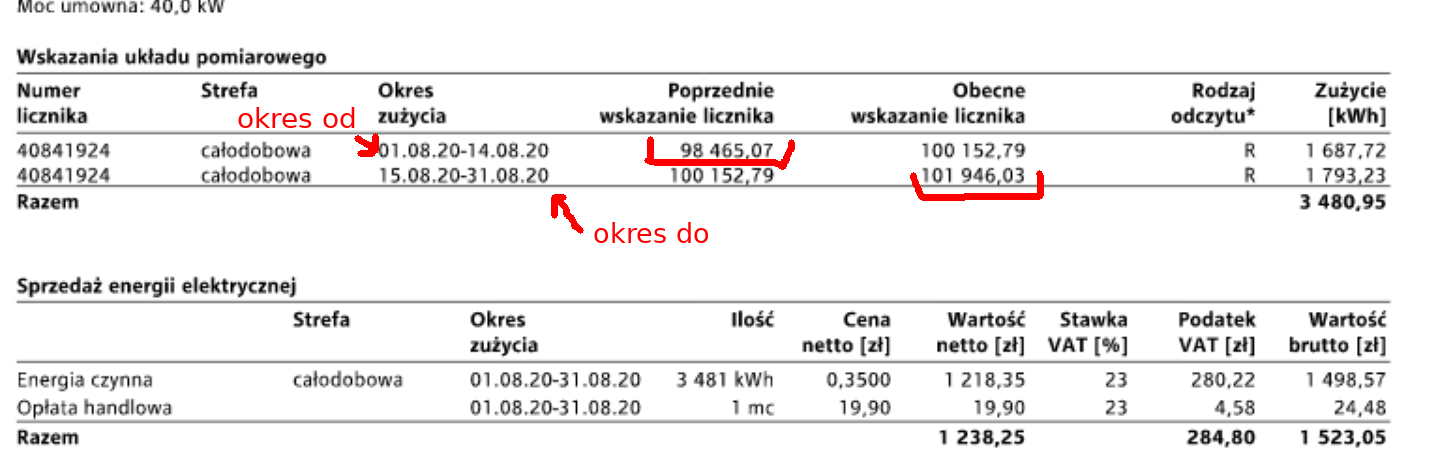 Moc umowna: 40,0 kW
Wskazania układu pomiarowego
Numer licznika Strefa Okres zużycia Poprzednie wskazanie licznika Obecne wskazanie licznika Rodzaj odczytu* Zużycie [kWh]
okres od
40841924 całodobowa 01.08.20-14.08.20 98 465,07 100 152,79 R 1 687,72
40841924 całodobowa 15.08.20-31.08.20 100 152,79 101 946,03 R 1 793,23
Razem 3 480,95
okres do
Sprzedaż energii elektrycznej
Strefa Okres zużycia Ilość Cena netto [zł] Wartość netto [zł] Stawka VAT [%] Podatek VAT [zł] Wartość brutto [zł]
Energia czynna całodobowa 01.08.20-31.08.20 3 481 kWh 0,3500 1 218,35 23 280,22 1 498,57
Opłata handlowa 01.08.20-31.08.20 1 mc 19,90 19,90 23 4,58 24,48
Razem 1 238,25 284,80 1 523,05